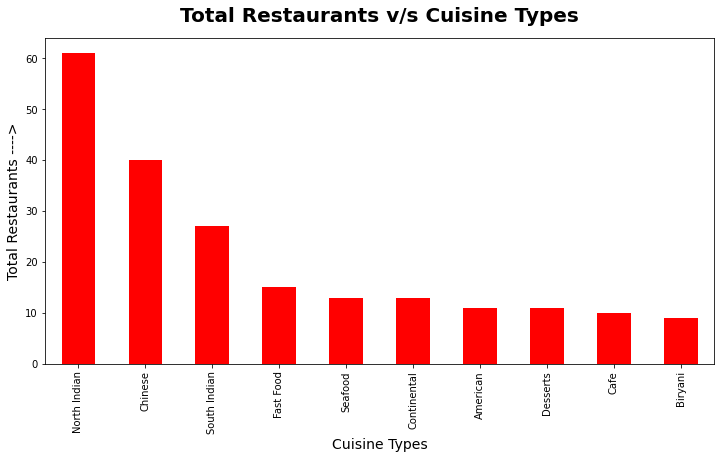 Total Restaurants v/s Cuisine Types
Total Restaurants ---->
60
50
40
30
20
10
0
North Indian
Chinese
South Indian
Fast Food
Seafood
Continental
American
Desserts
Cafe
Biryani
Cuisine Types